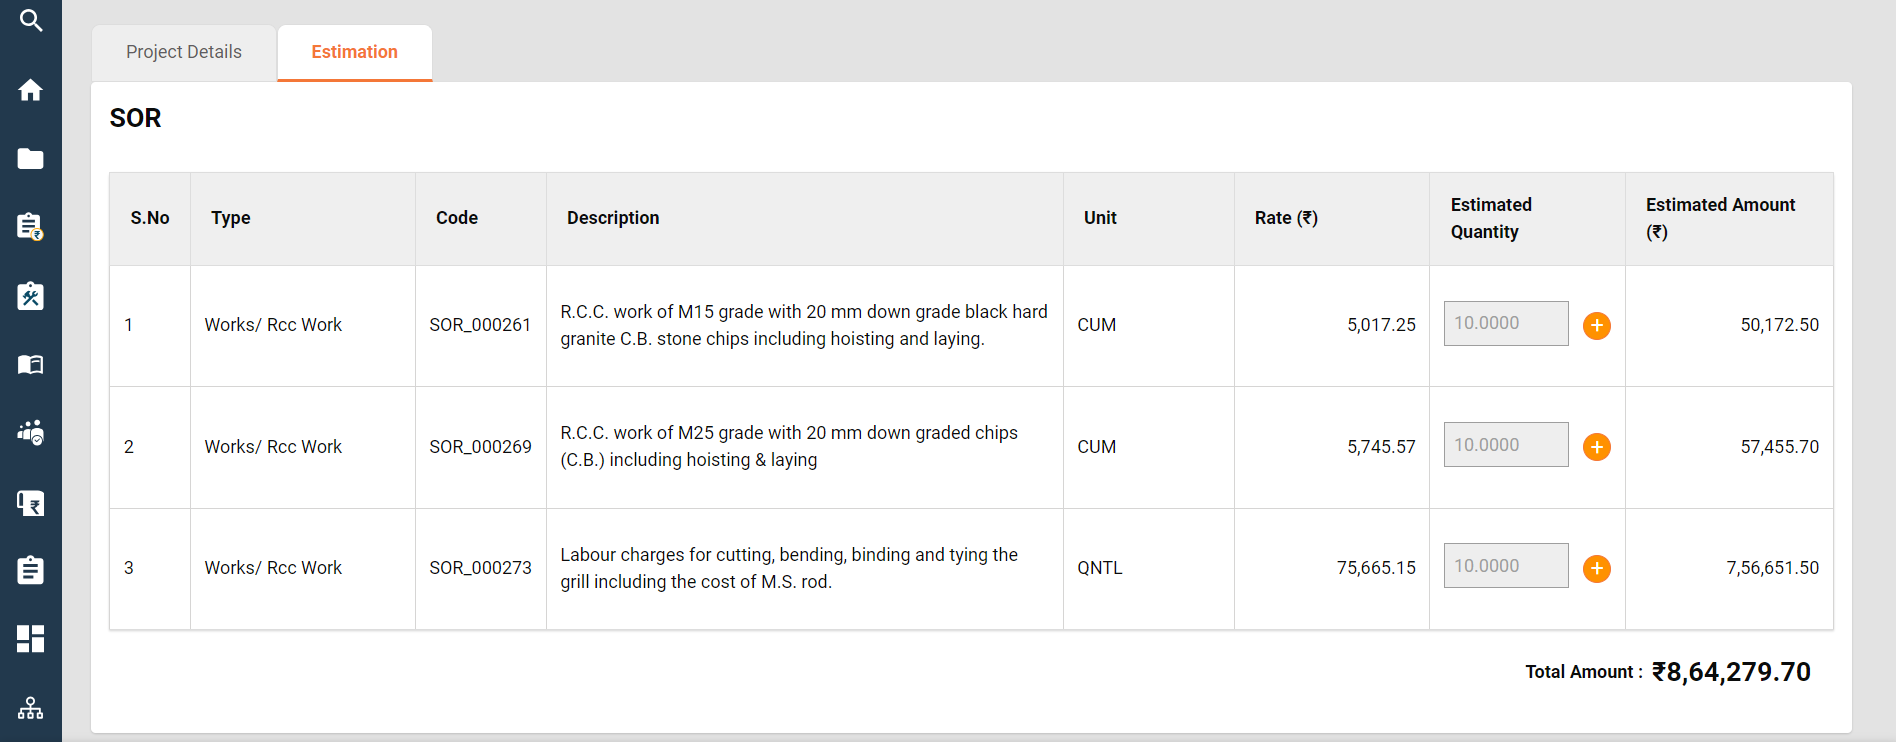 Project Details
Estimation
SOR
S.No
Type
Code
Description
Unit
Rate (₹)
Estimated
Quantity
Estimated Amount
(₹)
1
Works/ Rcc Work
SOR_000261
R.C.C. work of M15 grade with 20 mm down grade black hard
granite C.B. stone chips including hoisting and laying.
CUM
5,017.25
10.0000
50,172.50
2
Works/ Rcc Work
SOR_000269
R.C.C. work of M25 grade with 20 mm down graded chips
(C.B.) including hoisting & laying
CUM
5,745.57
10.0000
57,455.70
3
Works/ Rcc Work
SOR_000273
Labour charges for cutting, bending, binding and tying the
grill including the cost of M.S. rod.
QNTL
75,665.15
10.0000
7,56,651.50
Total Amount : ₹8,64,279.70